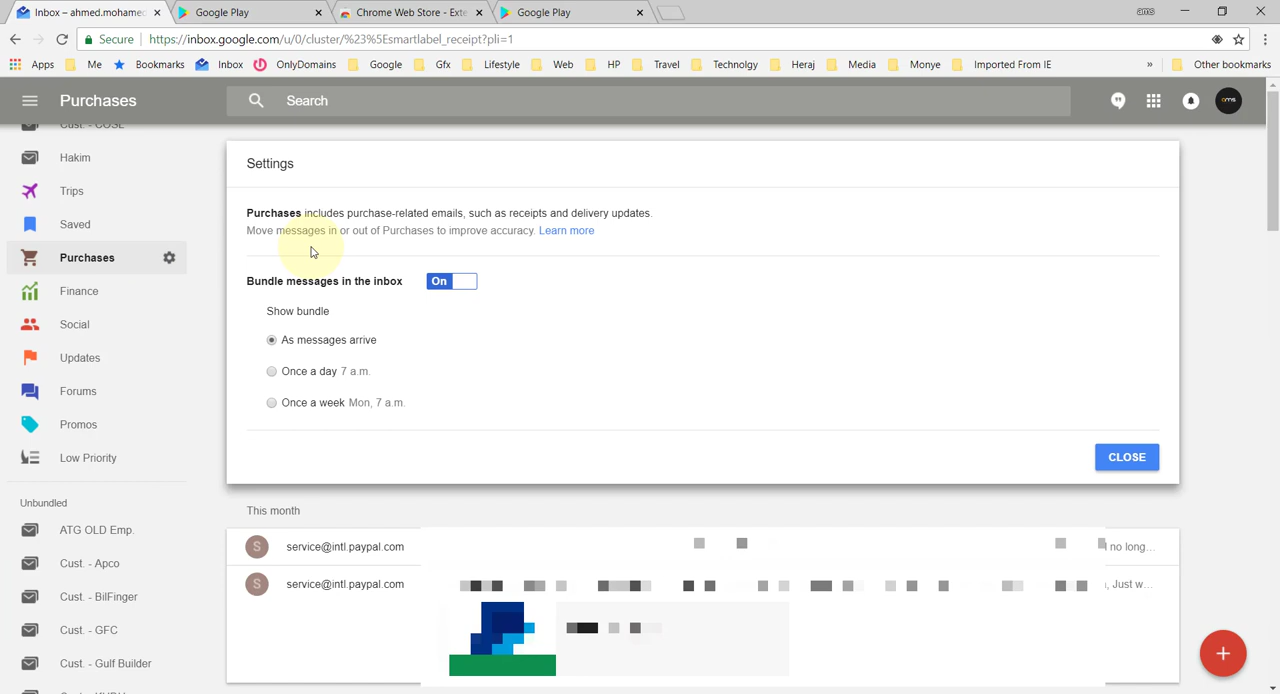 Inbox – ahmed.mohamed
Google Play
Chrome Web Store - Exte
Google Play
ams
Secure
https://inbox.google.com/u/0/cluster/%23%5Esmartlabel_receipt?pli=1
Apps
Me
Bookmarks
Inbox
OnlyDomains
Google
Gfx
Lifestyle
Web
HP
Travel
Technolgy
Heraj
Media
Monye
Imported From IE
»
Other bookmarks
Purchases
Search
ams
Cust. - COSL
Hakim
Trips
Saved
Purchases
Finance
Social
Updates
Forums
Promos
Low Priority
Unbundled
ATG OLD Emp.
Cust. - Apco
Cust. - BilFinger
Cust. - GFC
Cust. - Gulf Builder
Settings
Purchases includes purchase-related emails, such as receipts and delivery updates.
Move messages in or out of Purchases to improve accuracy. Learn more
Bundle messages in the inbox On
Show bundle
As messages arrive
Once a day 7 a.m.
Once a week Mon, 7 a.m.
CLOSE
This month
S service@intl.paypal.com no long...
S service@intl.paypal.com , Just w...